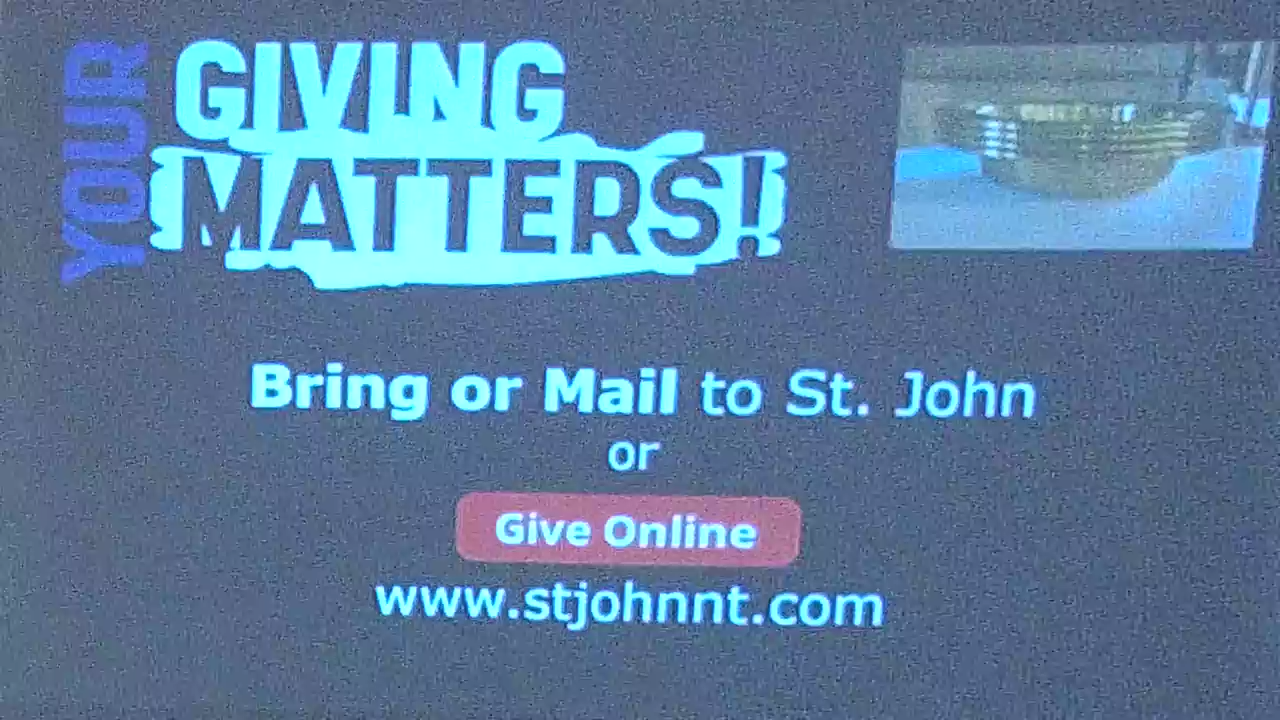 YOUR
GIVING
MATTERS!
Bring or Mail to St. John
or
Give Online
www.stjohnnt.com